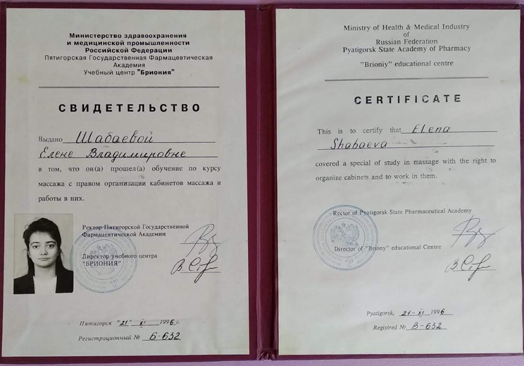 Министерство здравоохранения
и медицинской промышленности
Российской Федерации
Пятигорская Государственная Фармацевтическая
Академия
Учебный центр "Бриония"
СВИДЕТЕЛЬСТВО
Выдано Шабаевой
Елене Владимировне
в том, что он(а) прошел(а) обучение по курсу
массажа с правом организации кабинетов массажа и
работы в них.
Ректор Пятигорской Государственной
Фармацевтической Академии
Директор учебного центра
"БРИОНИЯ"
Пятигорск "21" XI 1996 г.
Регистрационный № Б-652
Ministry of Health & Medical Industry
of
Russian Federation
Pyatigorsk State Academy of Pharmacy
"Brioniy" educational centre
CERTIFICATE
This is to certify that Elena
Shabaeva
covered a special of study in massage with the right to
organize cabinets and to work in them.
Rector of Pyatigorsk State Pharmaceutical Academy
Director of "Briony" educational Centre
Pyatigorsk, 21-XI 1996
Registered № B-652